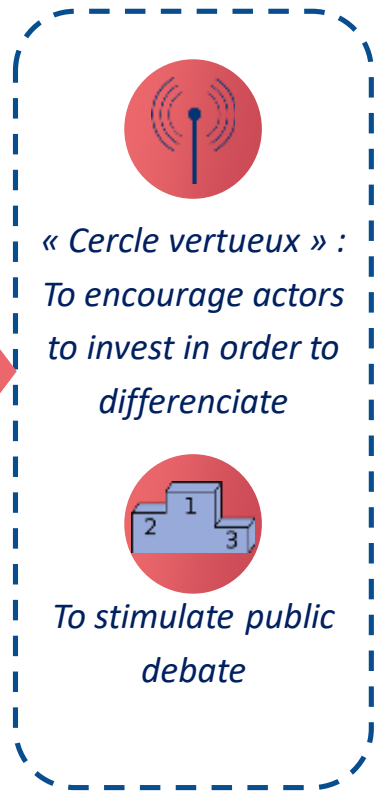 « Cercle vertueux » :
To encourage actors
to invest in order to
differenciate
1
2
3
To stimulate public
debate